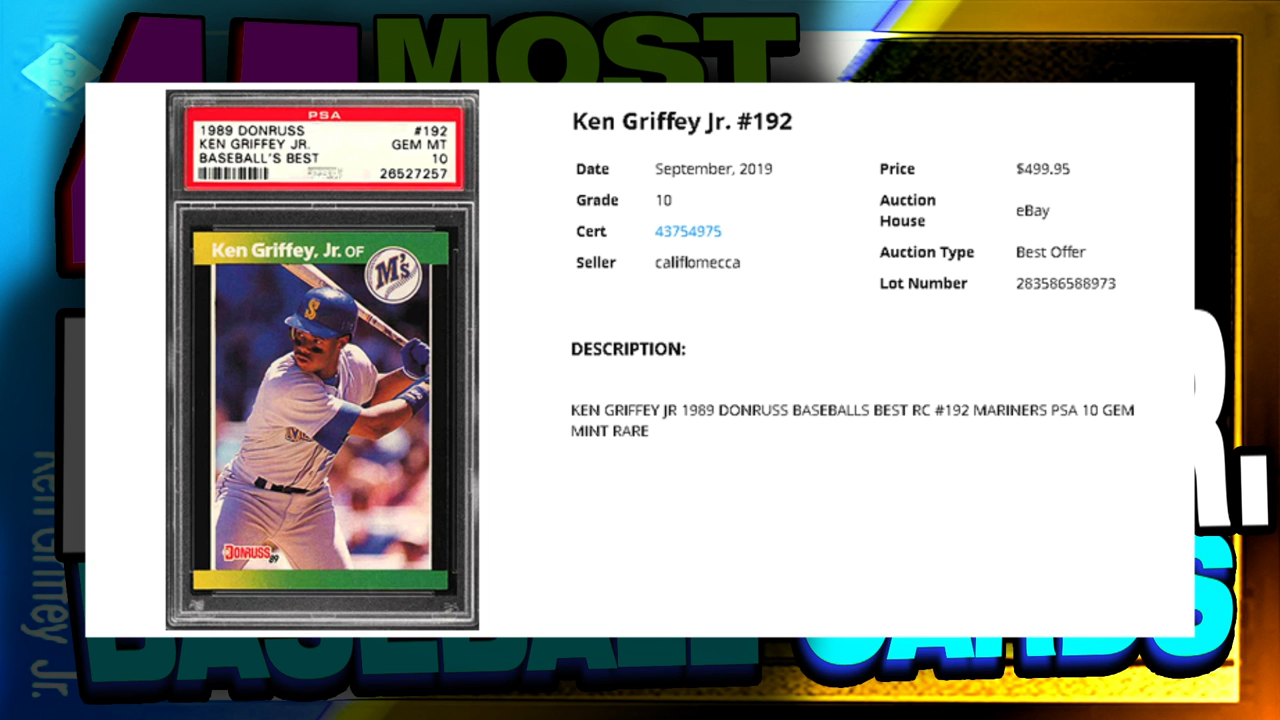 MOST
PSA
1989 DONRUSS #192
KEN GRIFFEY JR. GEM MT
BASEBALL'S BEST 10
26527257
Ken Griffey, Jr. OF
M's
S
DONRUSS 89
Ken Griffey Jr. #192
Date September, 2019
Grade 10
Cert 43754975
Seller califlomecca
Price $499.95
Auction House eBay
Auction Type Best Offer
Lot Number 283586588973
DESCRIPTION:
KEN GRIFFEY JR 1989 DONRUSS BASEBALLS BEST RC #192 MARINERS PSA 10 GEM
MINT RARE
R.
BASEBALL CARDS
Ken Griffey Jr.